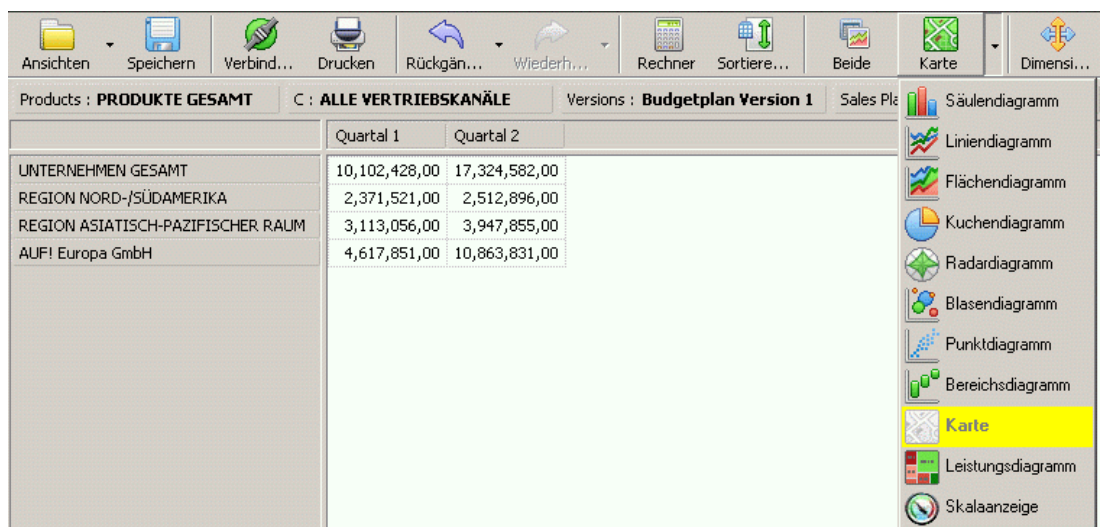 Ansichten Speichern Verbind... Drucken Rückgän... Wiederh... Rechner Sortiere... Beide Karte Dimensi...
Products : PRODUKTE GESAMT C : ALLE VERTRIEBSKANÄLE Versions : Budgetplan Version 1 Sales Pla
Quartal 1 Quartal 2
UNTERNEHMEN GESAMT 10,102,428,00 17,324,582,00
REGION NORD-/SÜDAMERIKA 2,371,521,00 2,512,896,00
REGION ASIATISCH-PAZIFISCHER RAUM 3,113,056,00 3,947,855,00
AUF! Europa GmbH 4,617,851,00 10,863,831,00
Säulendiagramm
Liniendiagramm
Flächendiagramm
Kuchendiagramm
Radardiagramm
Blasendiagramm
Punktdiagramm
Bereichsdiagramm
Karte
Leistungsdiagramm
Skalaanzeige